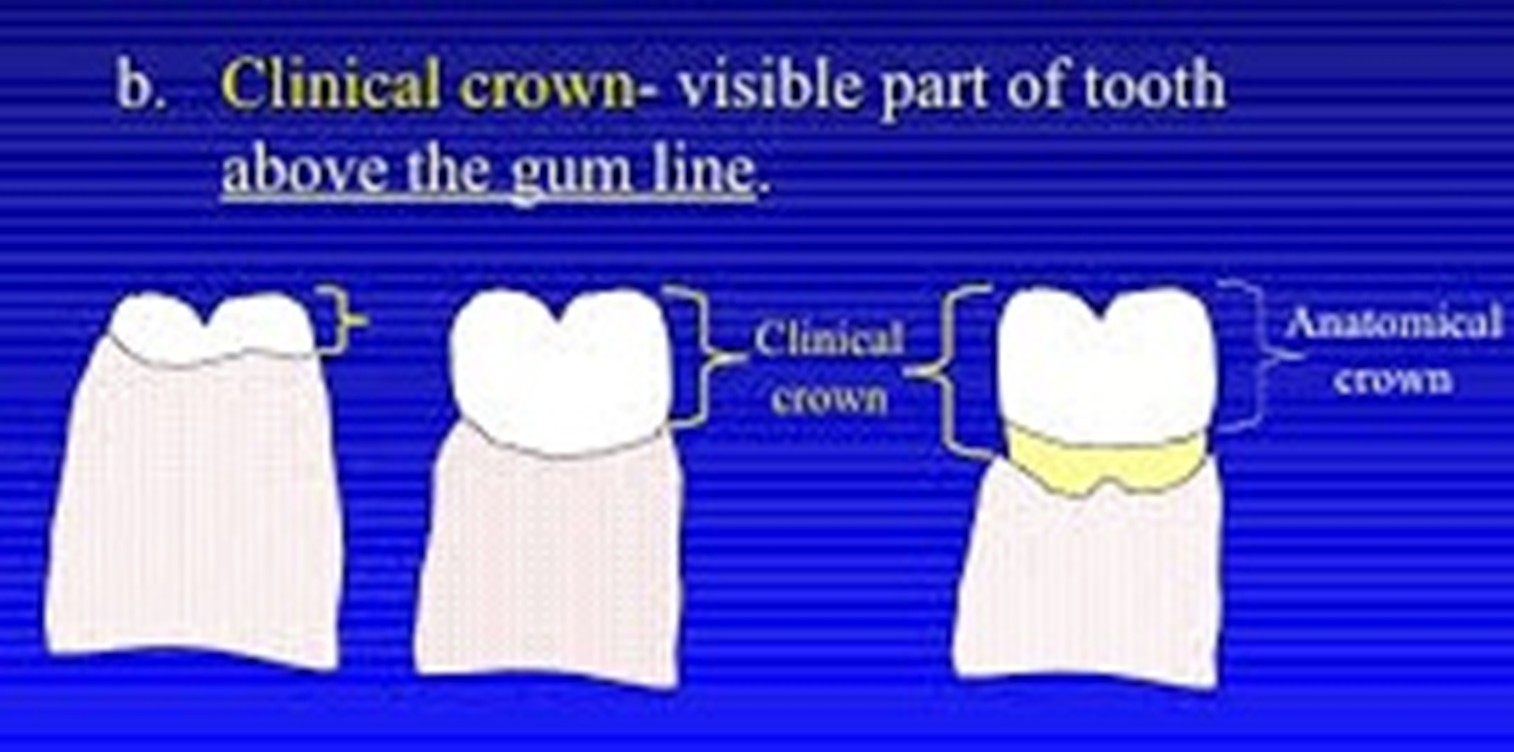 b. Clinical crown- visible part of tooth
above the gum line.
Clinical
crown
Anatomical
crown